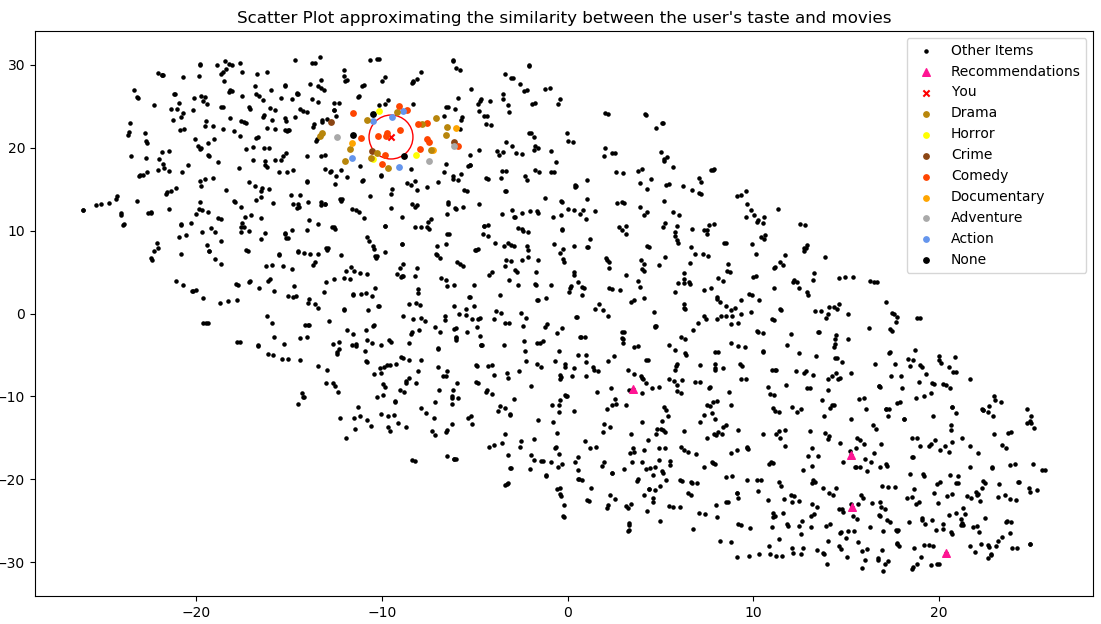 Scatter Plot approximating the similarity between the user's taste and movies
Other Items
Recommendations
You
Drama
Horror
Crime
Comedy
Documentary
Adventure
Action
None
30
20
10
0
−10
−20
−30
−20
−10
0
10
20